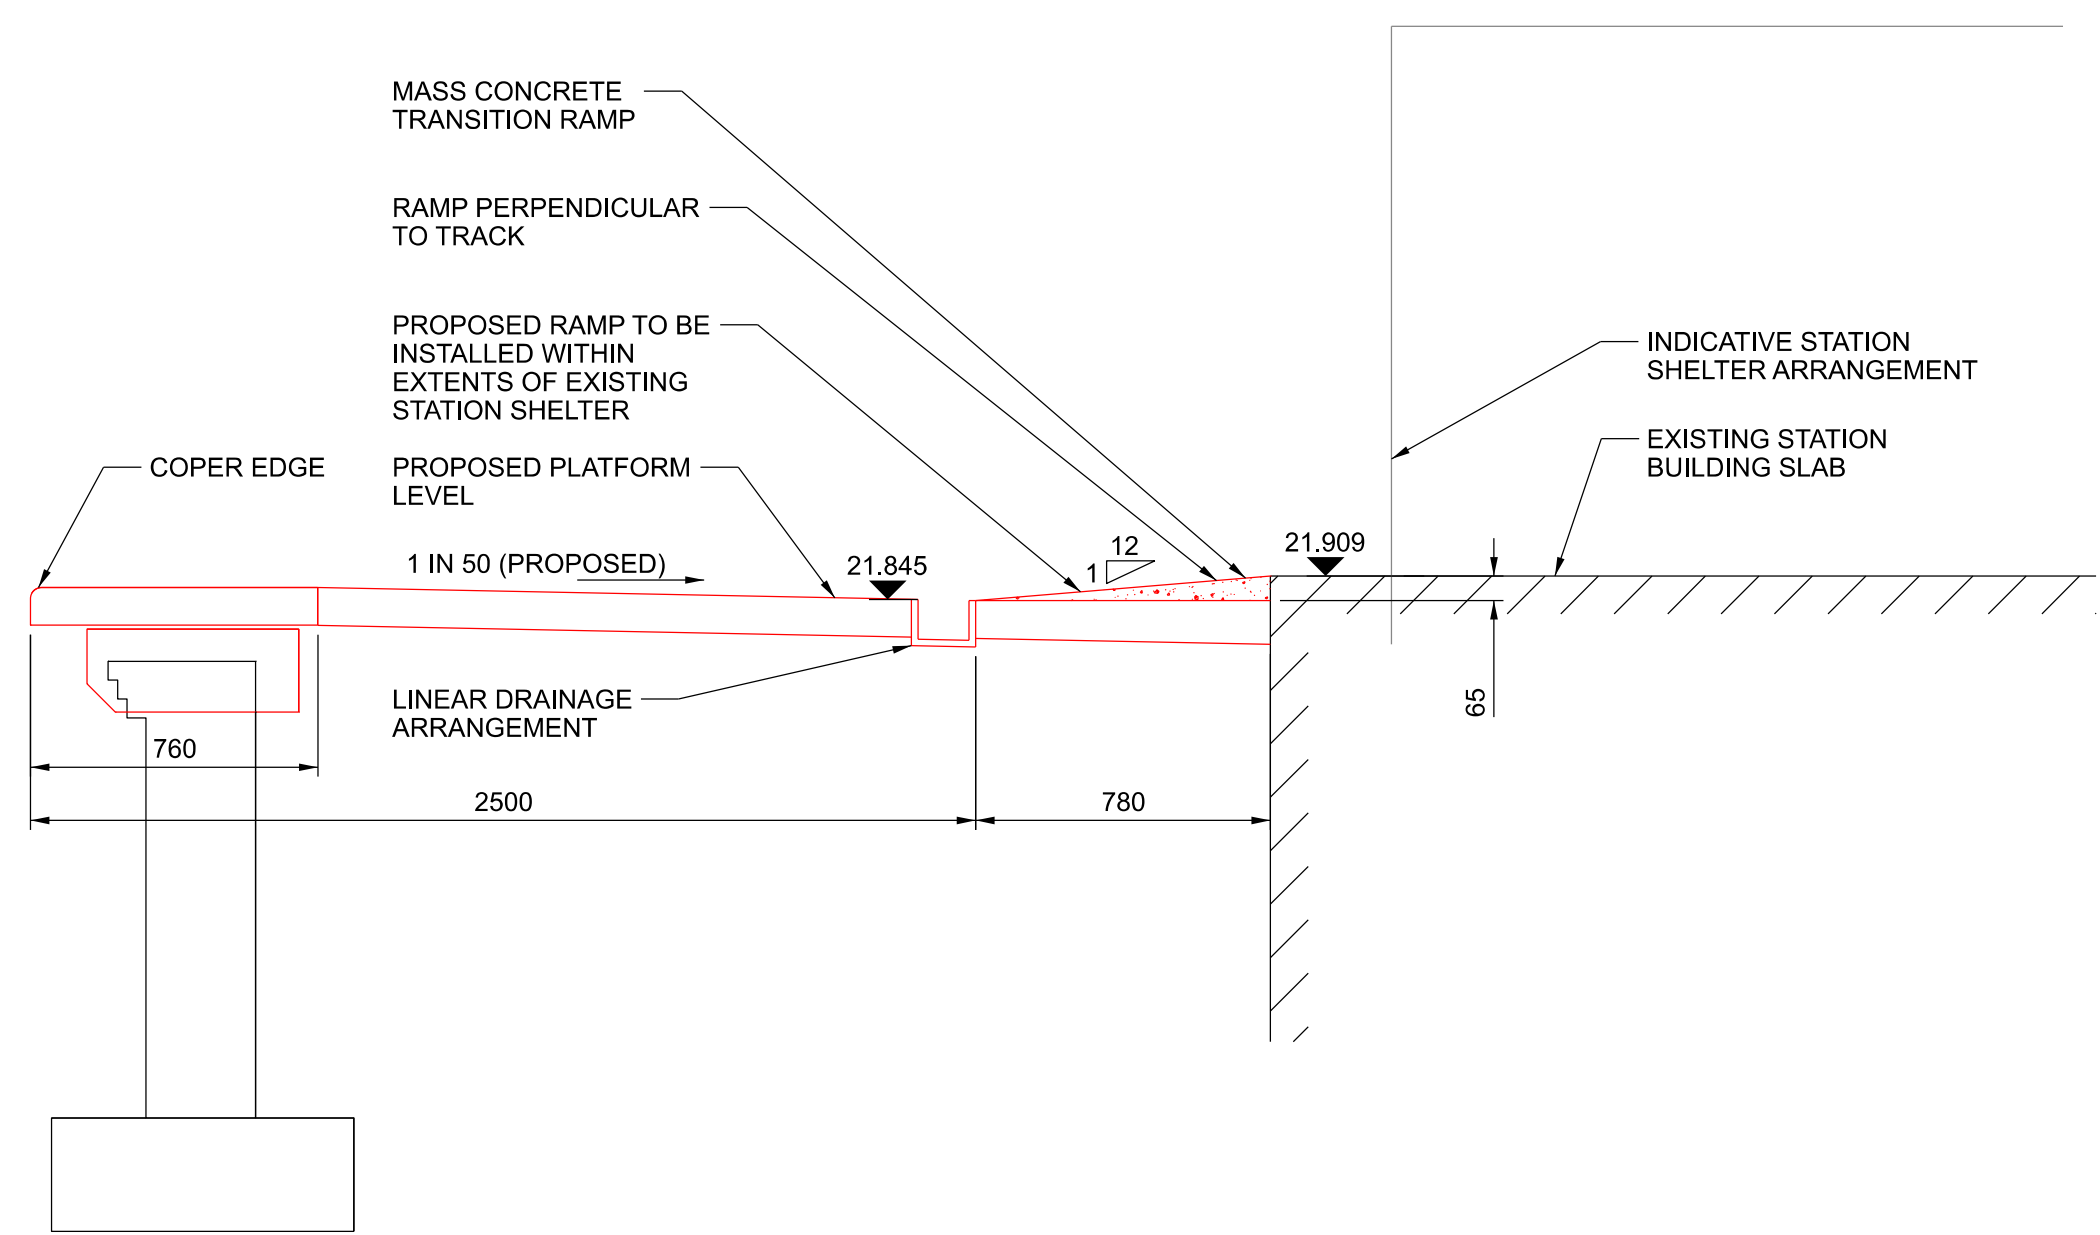 MASS CONCRETE
TRANSITION RAMP
RAMP PERPENDICULAR
TO TRACK
PROPOSED RAMP TO BE
INSTALLED WITHIN
EXTENTS OF EXISTING
STATION SHELTER
INDICATIVE STATION
SHELTER ARRANGEMENT
EXISTING STATION
BUILDING SLAB
COPER EDGE
PROPOSED PLATFORM
LEVEL
1 IN 50 (PROPOSED)
21.845
12
1
21.909
65
LINEAR DRAINAGE
ARRANGEMENT
760
2500
780